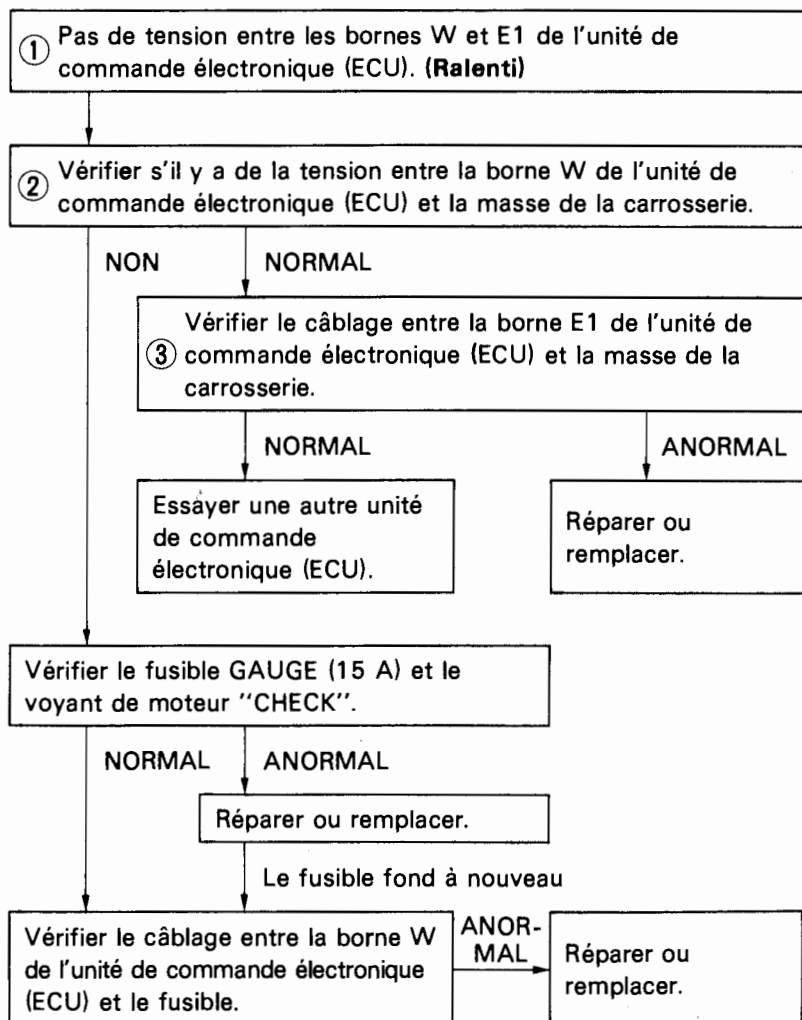 ① Pas de tension entre les bornes W et E1 de l'unité de
commande électronique (ECU). (Ralenti)
② Vérifier s'il y a de la tension entre la borne W de l'unité de
commande électronique (ECU) et la masse de la carrosserie.
NON
NORMAL
Vérifier le câblage entre la borne E1 de l'unité de
③ commande électronique (ECU) et la masse de la
carrosserie.
NORMAL
ANORMAL
Essayer une autre unité
de commande
électronique (ECU).
Réparer ou
remplacer.
Vérifier le fusible GAUGE (15 A) et le
voyant de moteur "CHECK".
NORMAL
ANORMAL
Réparer ou remplacer.
Le fusible fond à nouveau
Vérifier le câblage entre la borne W
de l'unité de commande électronique
(ECU) et le fusible.
ANOR-
MAL
Réparer ou
remplacer.